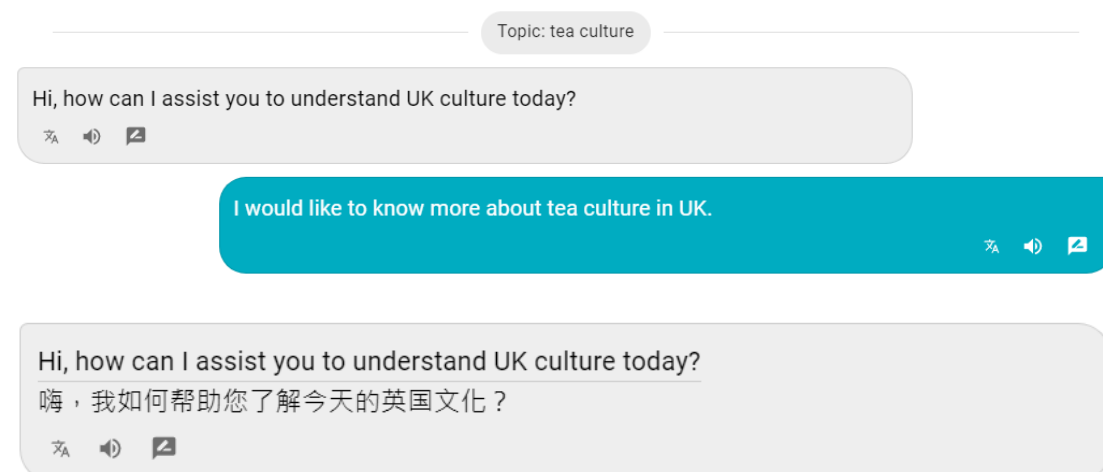 Topic: tea culture
Hi, how can I assist you to understand UK culture today?
I would like to know more about tea culture in UK.
Hi, how can I assist you to understand UK culture today?
嗨，我如何帮助您了解今天的英国文化？